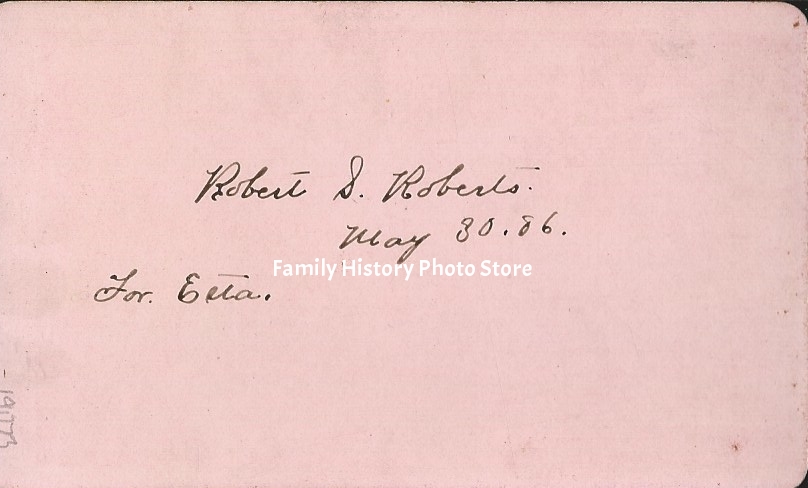 Robert S. Roberts.
May 30. 86.
Family History Photo Store
For. Etta.